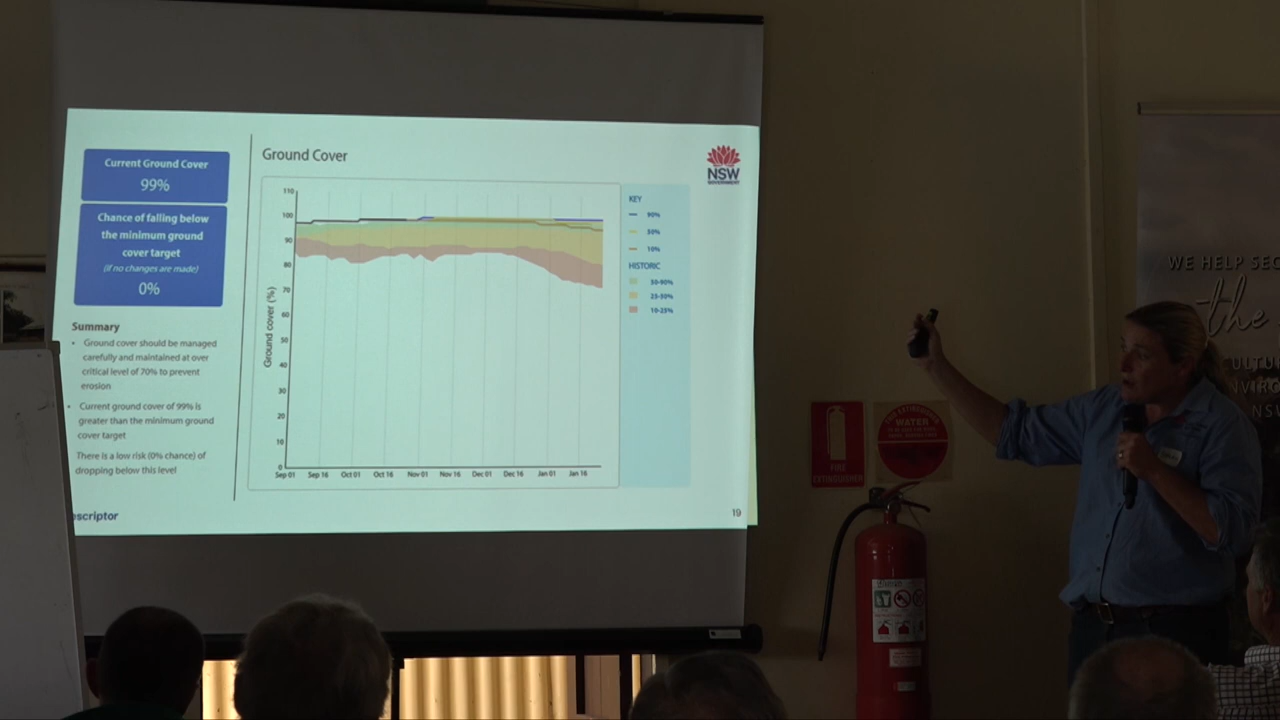 Current Ground Cover
99%
Chance of falling below
the minimum ground
cover target
(if no changes are made)
0%
Summary
• Ground cover should be managed
carefully and maintained at over
critical level of 70% to prevent
erosion
• Current ground cover of 99% is
greater than the minimum ground
cover target
There is a low risk (0% chance) of
dropping below this level
escriptor
Ground Cover
NSW
GOVERNMENT
110
100
90
80
70
60
50
40
30
20
10
0
Ground cover (%)
Sep 01 Sep 16 Oct 01 Oct 16 Nov 01 Nov 16 Dec 01 Dec 16 Jan 01 Jan 16
KEY
90%
50%
10%
HISTORIC
50-90%
25-50%
10-25%
19
WE HELP SEC
the
ULTU
NVIRO
NS
FIRE
EXTINGUISHER
FIRE EXTINGUISHER
WATER